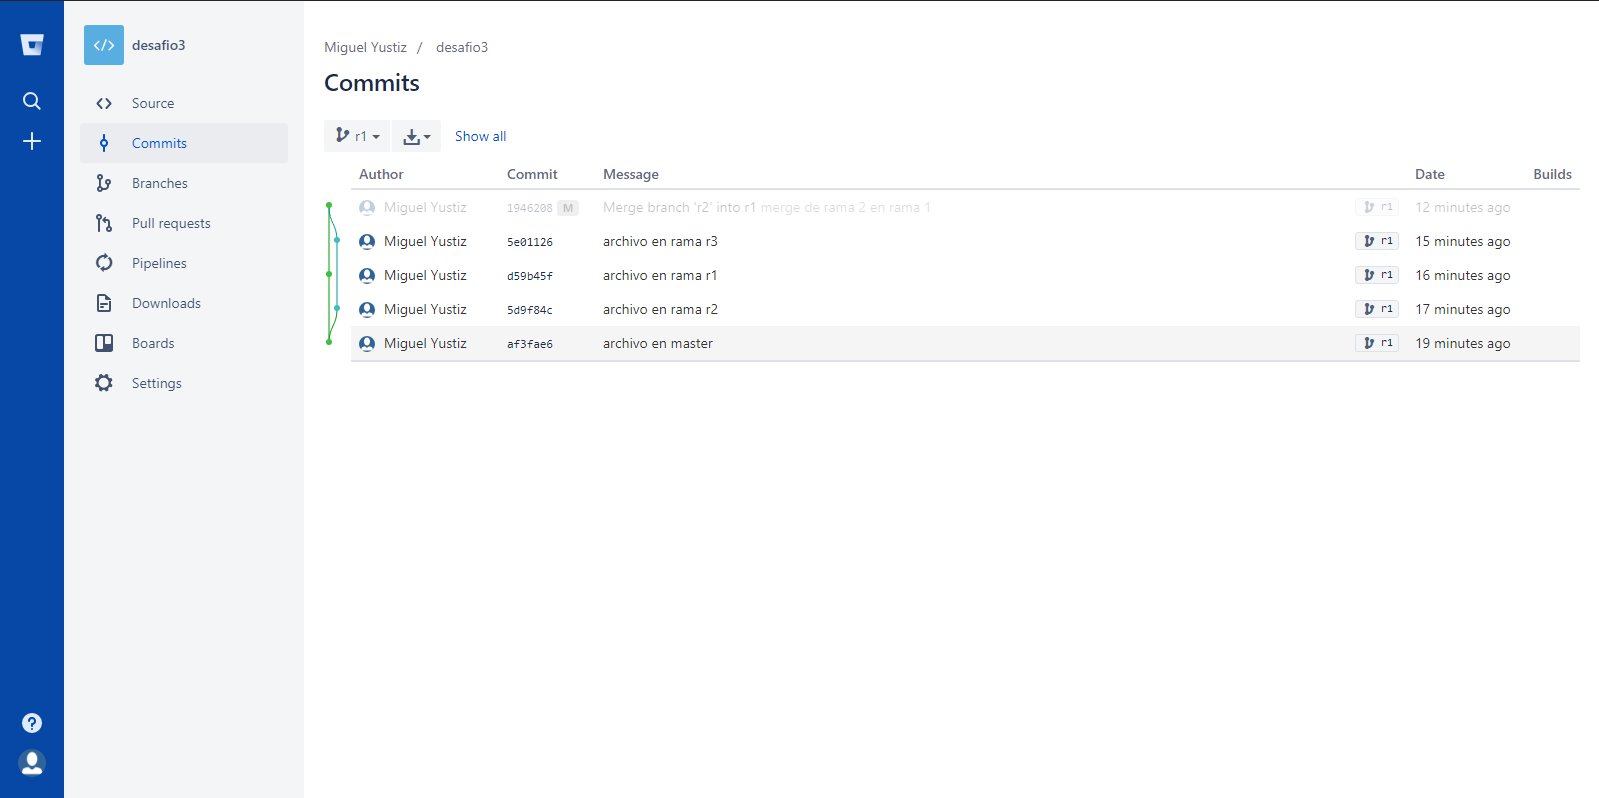 desafio3
Source
Commits
Branches
Pull requests
Pipelines
Downloads
Boards
Settings
Miguel Yustiz / desafio3
Commits
r1 Show all
Author Commit Message Date Builds
Miguel Yustiz 1946208 M Merge branch 'r2' into r1 merge de rama 2 en rama 1 r1 12 minutes ago
Miguel Yustiz 5e01126 archivo en rama r3 r1 15 minutes ago
Miguel Yustiz d59b45f archivo en rama r1 r1 16 minutes ago
Miguel Yustiz 5d9f84c archivo en rama r2 r1 17 minutes ago
Miguel Yustiz af3fae6 archivo en master r1 19 minutes ago